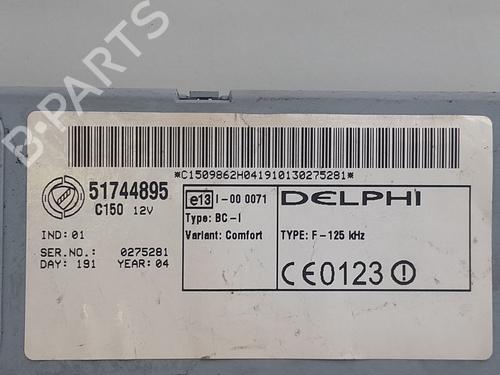 *C1509862H041910130275281*
51744895
C150 12V
IND: 01
SER.NO.: 0275281
DAY: 191 YEAR: 04
e13 I-00 0071
Type: BC-I
Variant: Comfort
DELPHI
TYPE: F-125 kHz
CE0123
B-PARTS